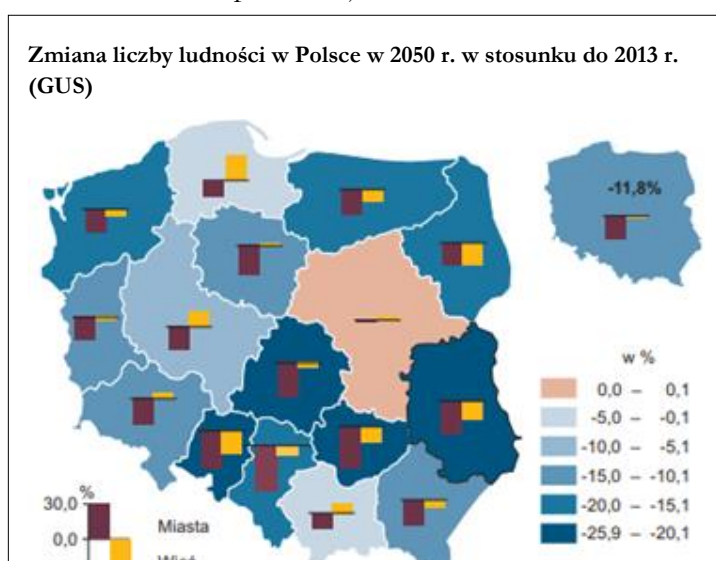 Zmiana liczby ludności w Polsce w 2050 r. w stosunku do 2013 r.
(GUS)
-11,8%
w %
0,0 – 0,1
-5,0 – -0,1
-10,0 – -5,1
-15,0 – -10,1
-20,0 – -15,1
-25,9 – -20,1
%
30,0
Miasta
0,0